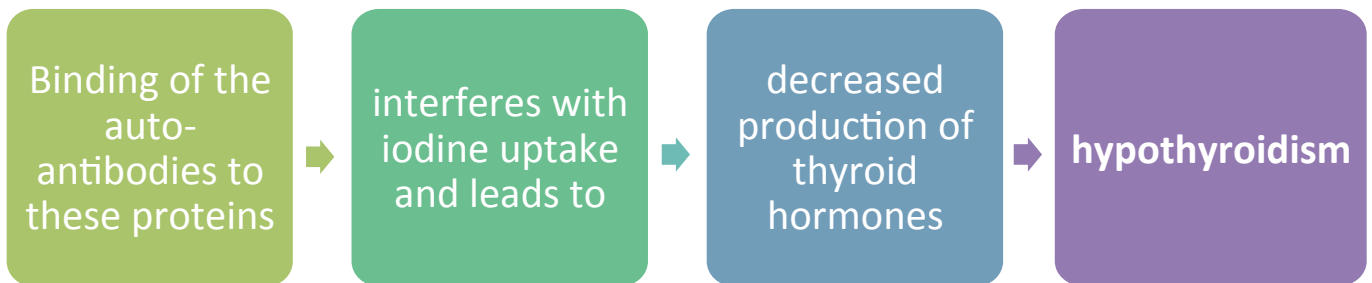 Binding of the
auto-
antibodies to
these proteins
interferes with
iodine uptake
and leads to
decreased
production of
thyroid
hormones
hypothyroidism